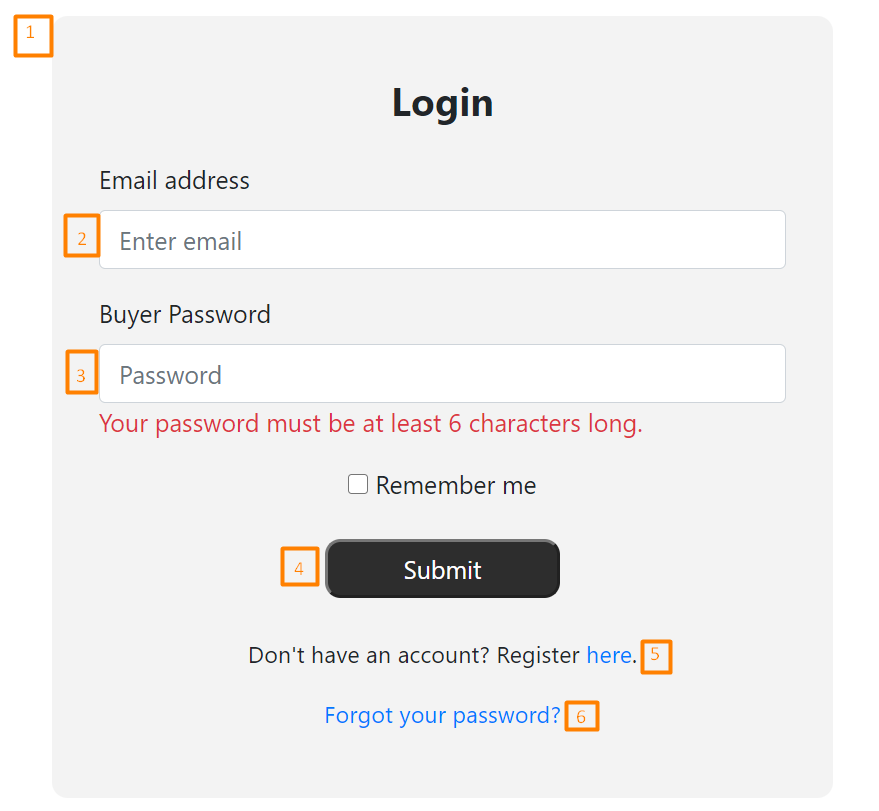 1
Login
Email address
2 Enter email
Buyer Password
3 Password
Your password must be at least 6 characters long.
Remember me
4 Submit
Don't have an account? Register here. 5
Forgot your password? 6